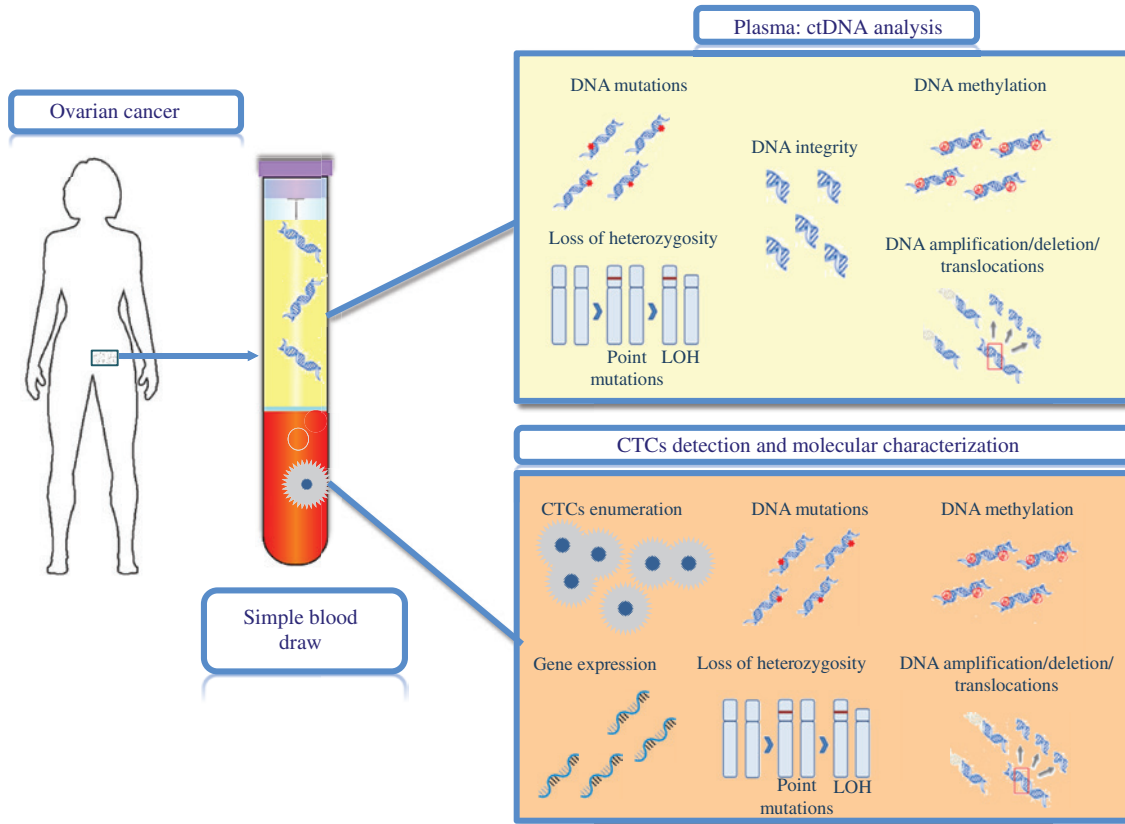 Ovarian cancer
Simple blood
draw
Plasma: ctDNA analysis
DNA mutations
DNA integrity
DNA methylation
Loss of heterozygosity
Point
mutations
LOH
DNA amplification/deletion/
translocations
CTCs detection and molecular characterization
CTCs enumeration
DNA mutations
DNA methylation
Gene expression
Loss of heterozygosity
Point
mutations
LOH
DNA amplification/deletion/
translocations